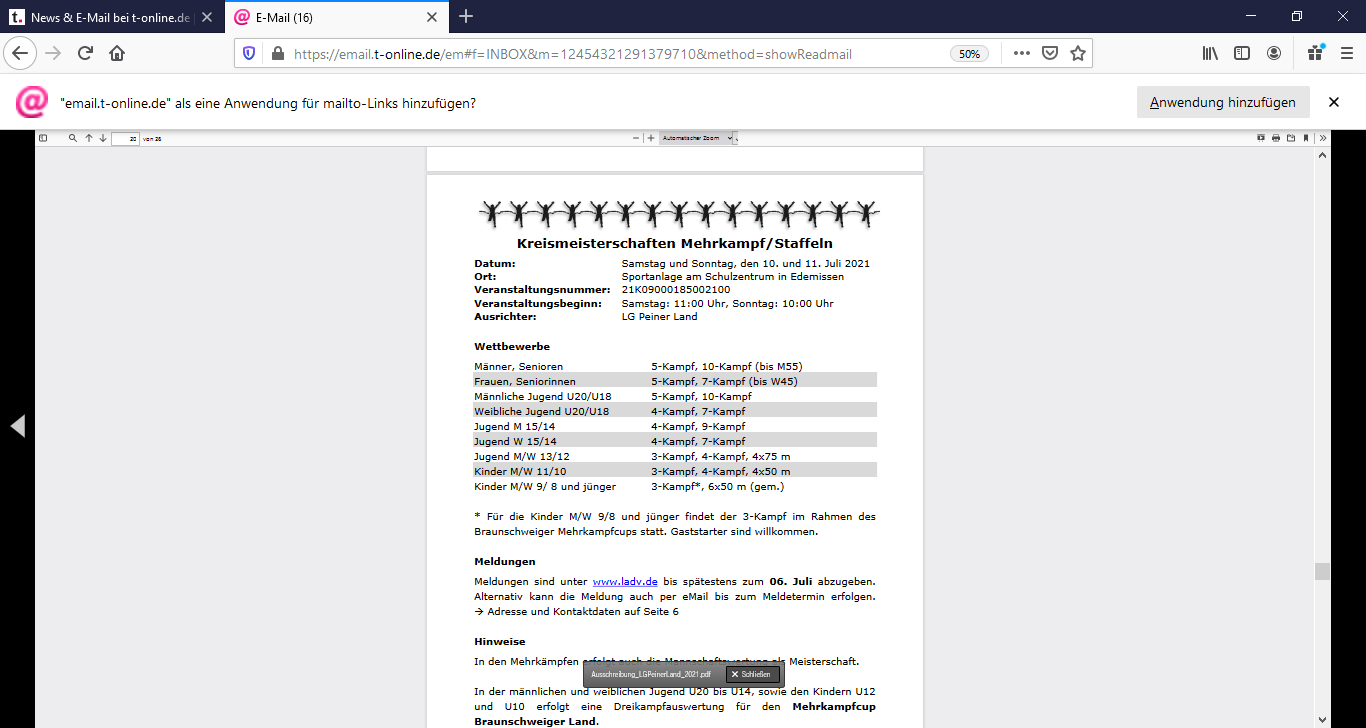 News & E-Mail bei t-online.de
E-Mail (16)
https://email.t-online.de/em#f=INBOX&m=12454321291379710&method=showReadmail
50%
"email.t-online.de" als eine Anwendung für mailto-Links hinzufügen?
Anwendung hinzufügen
20 von 26
Automatischer Zoom
Kreismeisterschaften Mehrkampf/Staffeln
Datum: Samstag und Sonntag, den 10. und 11. Juli 2021
Ort: Sportanlage am Schulzentrum in Edemissen
Veranstaltungsnummer: 21K09000185002100
Veranstaltungsbeginn: Samstag: 11:00 Uhr, Sonntag: 10:00 Uhr
Ausrichter: LG Peiner Land
Wettbewerbe
Männer, Senioren 5-Kampf, 10-Kampf (bis M55)
Frauen, Seniorinnen 5-Kampf, 7-Kampf (bis W45)
Männliche Jugend U20/U18 5-Kampf, 10-Kampf
Weibliche Jugend U20/U18 4-Kampf, 7-Kampf
Jugend M 15/14 4-Kampf, 9-Kampf
Jugend W 15/14 4-Kampf, 7-Kampf
Jugend M/W 13/12 3-Kampf, 4-Kampf, 4x75 m
Kinder M/W 11/10 3-Kampf, 4-Kampf, 4x50 m
Kinder M/W 9/ 8 und jünger 3-Kampf*, 6x50 m (gem.)
* Für die Kinder M/W 9/8 und jünger findet der 3-Kampf im Rahmen des
Braunschweiger Mehrkampfcups statt. Gaststarter sind willkommen.
Meldungen
Meldungen sind unter www.ladv.de bis spätestens zum 06. Juli abzugeben.
Alternativ kann die Meldung auch per eMail bis zum Meldetermin erfolgen.
→ Adresse und Kontaktdaten auf Seite 6
Hinweise
In den Mehrkämpfen erfolgt auch die Mannschaftswertung als Meisterschaft.
Ausschreibung_LGPeinerLand_2021.pdf
Schließen
In der männlichen und weiblichen Jugend U20 bis U14, sowie den Kindern U12
und U10 erfolgt eine Dreikampfauswertung für den Mehrkampfcup
Braunschweiger Land.